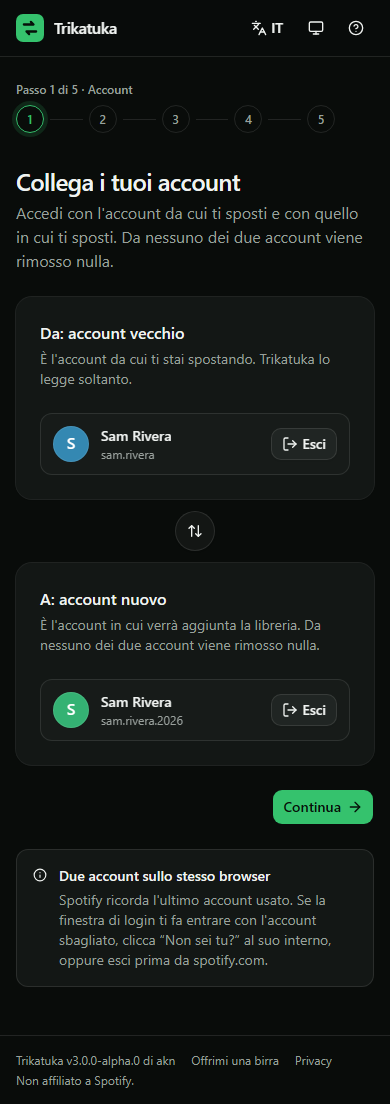 Trikatuka
IT
Passo 1 di 5 · Account
1 2 3 4 5
Collega i tuoi account
Accedi con l'account da cui ti sposti e con quello
in cui ti sposti. Da nessuno dei due account viene
rimosso nulla.
Da: account vecchio
È l'account da cui ti stai spostando. Trikatuka lo
legge soltanto.
S
Sam Rivera
sam.rivera
Esci
A: account nuovo
È l'account in cui verrà aggiunta la libreria. Da
nessuno dei due account viene rimosso nulla.
S
Sam Rivera
sam.rivera.2026
Esci
Continua
Due account sullo stesso browser
Spotify ricorda l'ultimo account usato. Se la
finestra di login ti fa entrare con l'account
sbagliato, clicca “Non sei tu?” al suo interno,
oppure esci prima da spotify.com.
Trikatuka v3.0.0-alpha.0 di akn Offrimi una birra Privacy
Non affiliato a Spotify.